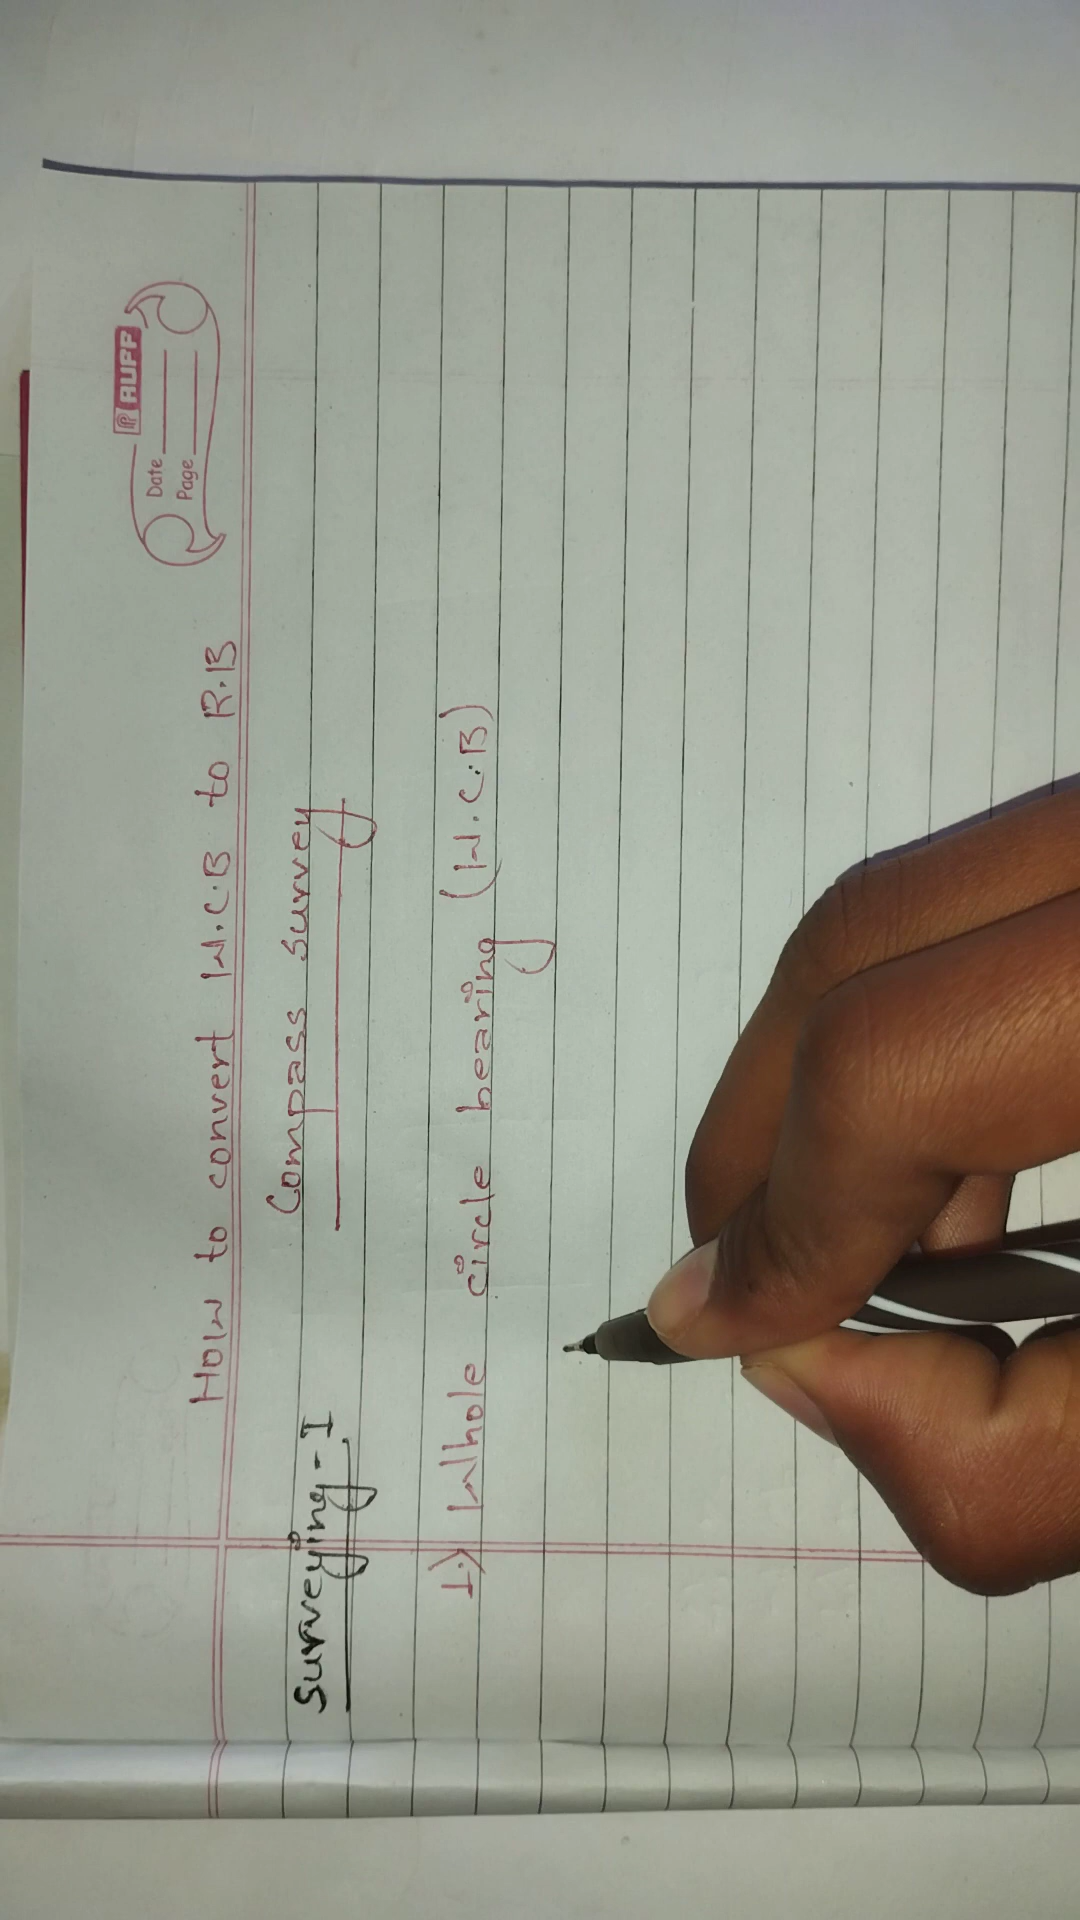 RUFF
Date
Page
How to convert W.C.B to R.B
Surveying-I
Compass survey
1.) Whole circle bearing (W.C.B)